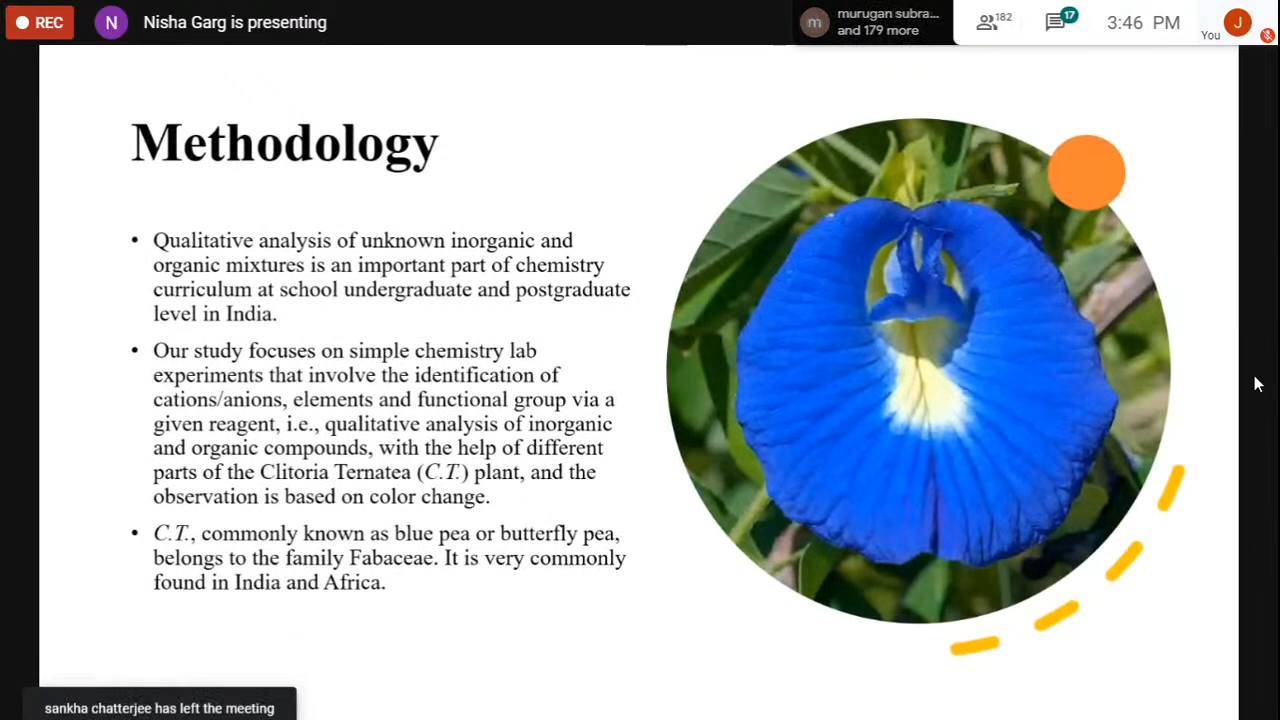 REC
N
Nisha Garg is presenting
m
murugan subra...
and 179 more
182
17
3:46 PM
You
J
Methodology
• Qualitative analysis of unknown inorganic and
organic mixtures is an important part of chemistry
curriculum at school undergraduate and postgraduate
level in India.
• Our study focuses on simple chemistry lab
experiments that involve the identification of
cations/anions, elements and functional group via a
given reagent, i.e., qualitative analysis of inorganic
and organic compounds, with the help of different
parts of the Clitoria Ternatea (C.T.) plant, and the
observation is based on color change.
• C.T., commonly known as blue pea or butterfly pea,
belongs to the family Fabaceae. It is very commonly
found in India and Africa.
sankha chatterjee has left the meeting